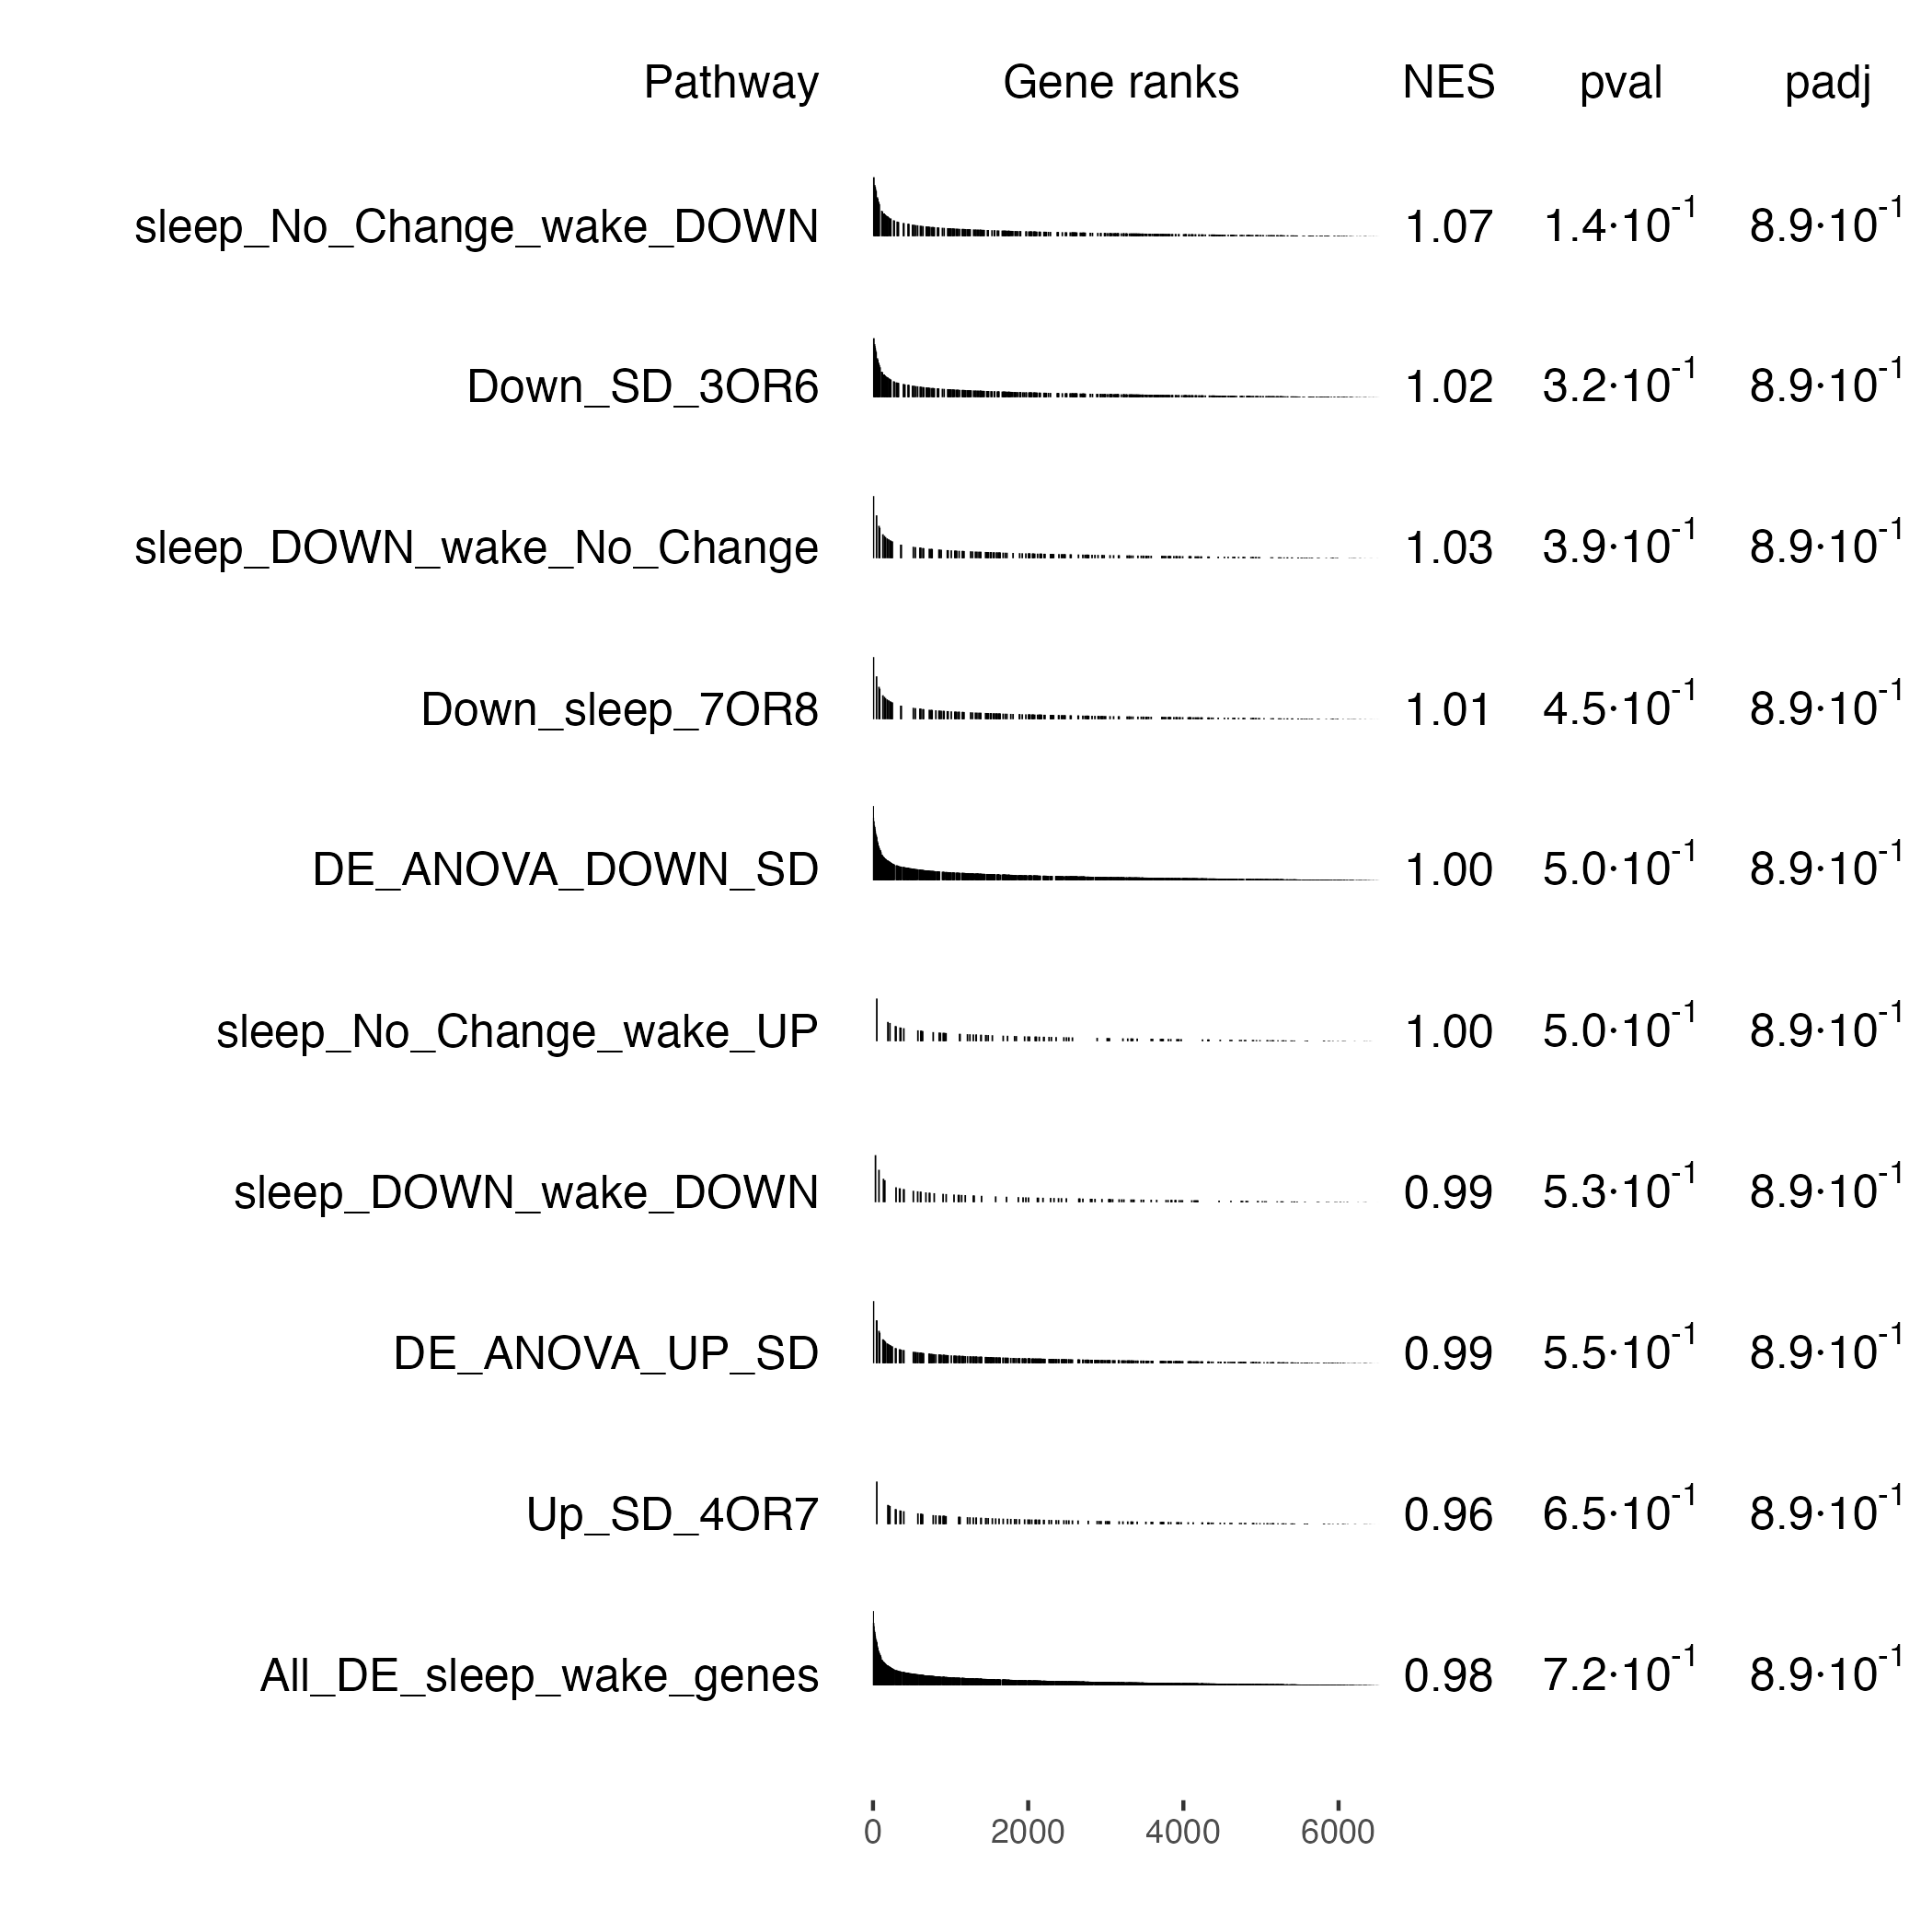 Pathway Gene ranks NES pval padj
sleep_No_Change_wake_DOWN 1.07 1.4·10⁻¹ 8.9·10⁻¹
Down_SD_3OR6 1.02 3.2·10⁻¹ 8.9·10⁻¹
sleep_DOWN_wake_No_Change 1.03 3.9·10⁻¹ 8.9·10⁻¹
Down_sleep_7OR8 1.01 4.5·10⁻¹ 8.9·10⁻¹
DE_ANOVA_DOWN_SD 1.00 5.0·10⁻¹ 8.9·10⁻¹
sleep_No_Change_wake_UP 1.00 5.0·10⁻¹ 8.9·10⁻¹
sleep_DOWN_wake_DOWN 0.99 5.3·10⁻¹ 8.9·10⁻¹
DE_ANOVA_UP_SD 0.99 5.5·10⁻¹ 8.9·10⁻¹
Up_SD_4OR7 0.96 6.5·10⁻¹ 8.9·10⁻¹
All_DE_sleep_wake_genes 0.98 7.2·10⁻¹ 8.9·10⁻¹
0 2000 4000 6000